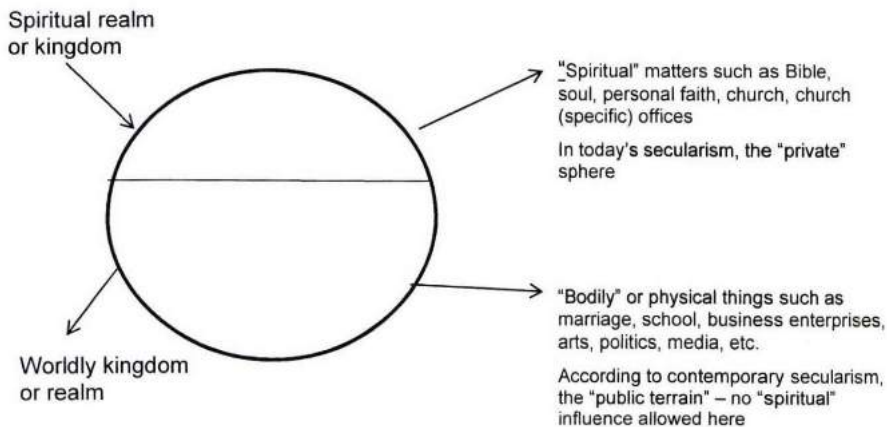 Spiritual realm
or kingdom
"Spiritual" matters such as Bible,
soul, personal faith, church, church
(specific) offices
In today's secularism, the "private"
sphere
"Bodily" or physical things such as
marriage, school, business enterprises,
arts, politics, media, etc.
According to contemporary secularism,
the "public terrain" – no "spiritual"
influence allowed here
Worldly kingdom
or realm